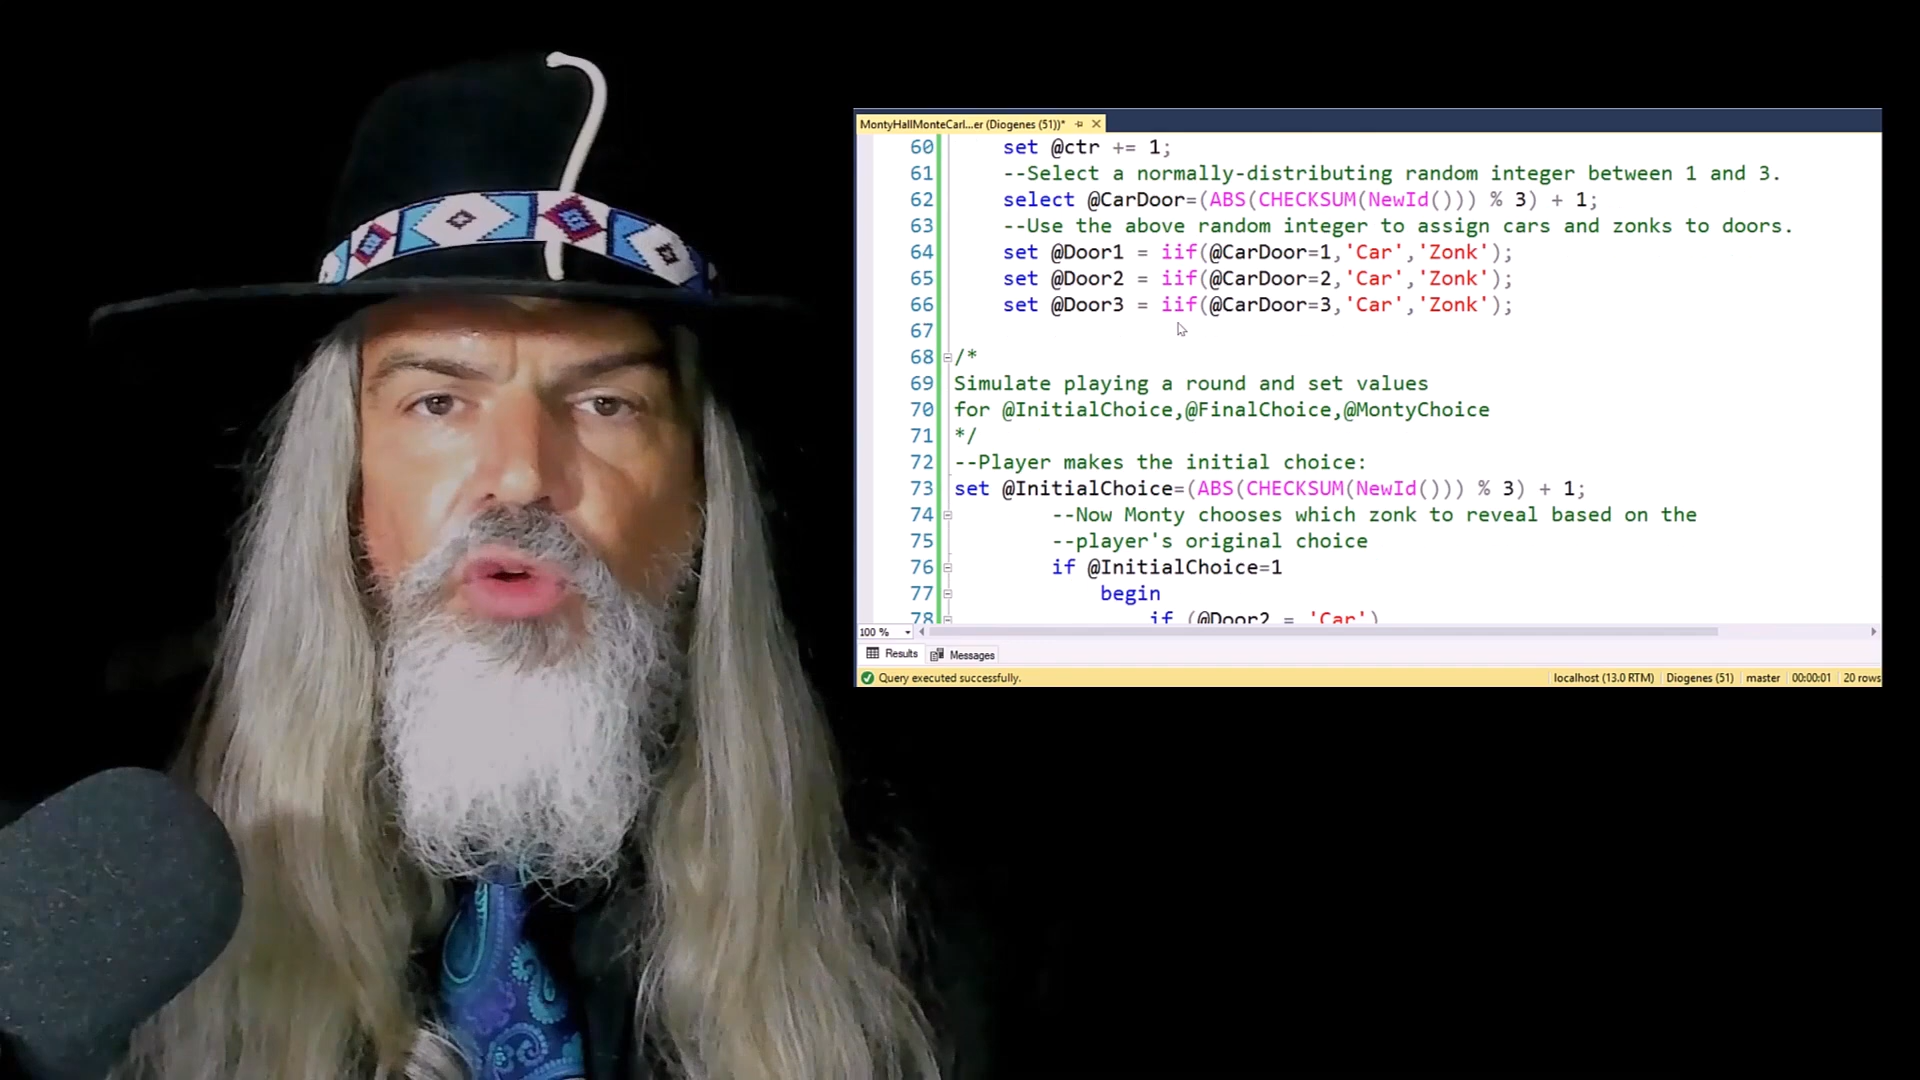 MontyHallMonteCarl...er (Diogenes (51))*
60 set @ctr += 1;
61 --Select a normally-distributing random integer between 1 and 3.
62 select @CarDoor=(ABS(CHECKSUM(NewId())) % 3) + 1;
63 --Use the above random integer to assign cars and zonks to doors.
64 set @Door1 = iif(@CarDoor=1,'Car','Zonk');
65 set @Door2 = iif(@CarDoor=2,'Car','Zonk');
66 set @Door3 = iif(@CarDoor=3,'Car','Zonk');
67
68 /*
69 Simulate playing a round and set values
70 for @InitialChoice,@FinalChoice,@MontyChoice
71 */
72 --Player makes the initial choice:
73 set @InitialChoice=(ABS(CHECKSUM(NewId())) % 3) + 1;
74 --Now Monty chooses which zonk to reveal based on the
75 --player's original choice
76 if @InitialChoice=1
77 begin
78 if (@Door2 = 'Car')
100 %
Results Messages
Query executed successfully. localhost (13.0 RTM) Diogenes (51) master 00:00:01 20 rows